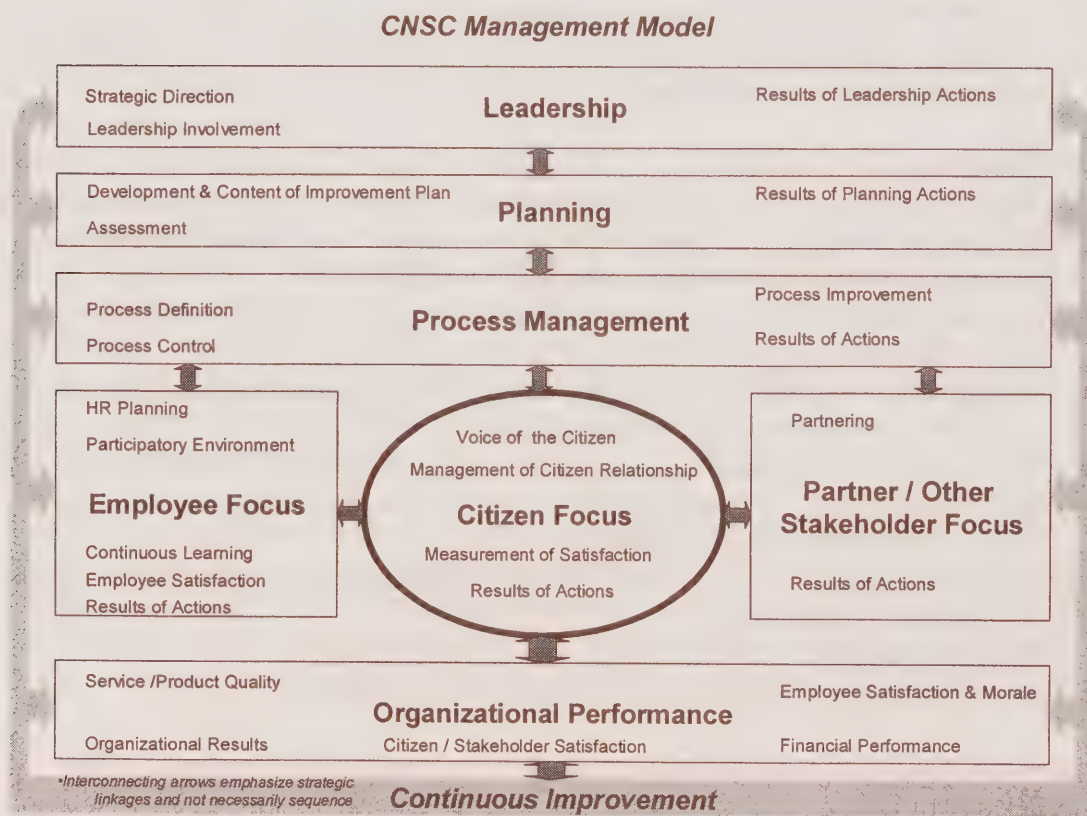 CNSC Management Model
Strategic Direction
Leadership Involvement
Leadership
Results of Leadership Actions
Development & Content of Improvement Plan
Assessment
Planning
Results of Planning Actions
Process Definition
Process Control
Process Management
Process Improvement
Results of Actions
HR Planning
Participatory Environment
Employee Focus
Continuous Learning
Employee Satisfaction
Results of Actions
Voice of the Citizen
Management of Citizen Relationship
Citizen Focus
Measurement of Satisfaction
Results of Actions
Partnering
Partner / Other
Stakeholder Focus
Results of Actions
Service /Product Quality
Organizational Results
Organizational Performance
Citizen / Stakeholder Satisfaction
Employee Satisfaction & Morale
Financial Performance
*Interconnecting arrows emphasize strategic
linkages and not necessarily sequence
Continuous Improvement